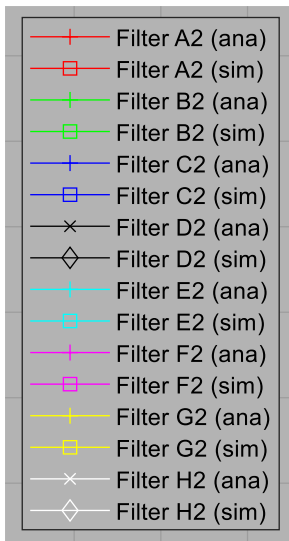 Filter A2 (ana)
Filter A2 (sim)
Filter B2 (ana)
Filter B2 (sim)
Filter C2 (ana)
Filter C2 (sim)
Filter D2 (ana)
Filter D2 (sim)
Filter E2 (ana)
Filter E2 (sim)
Filter F2 (ana)
Filter F2 (sim)
Filter G2 (ana)
Filter G2 (sim)
Filter H2 (ana)
Filter H2 (sim)